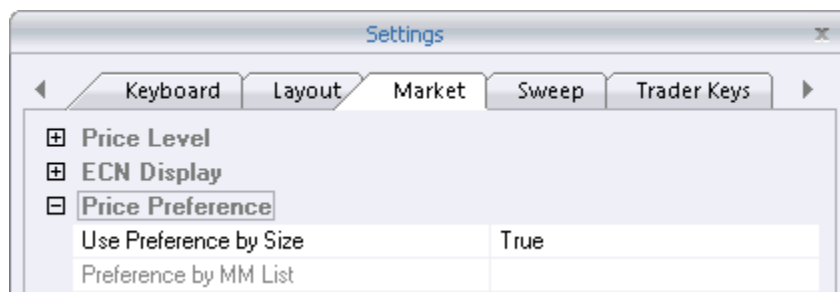 Settings
Keyboard Layout Market Sweep Trader Keys
Price Level
ECN Display
Price Preference
Use Preference by Size True
Preference by MM List